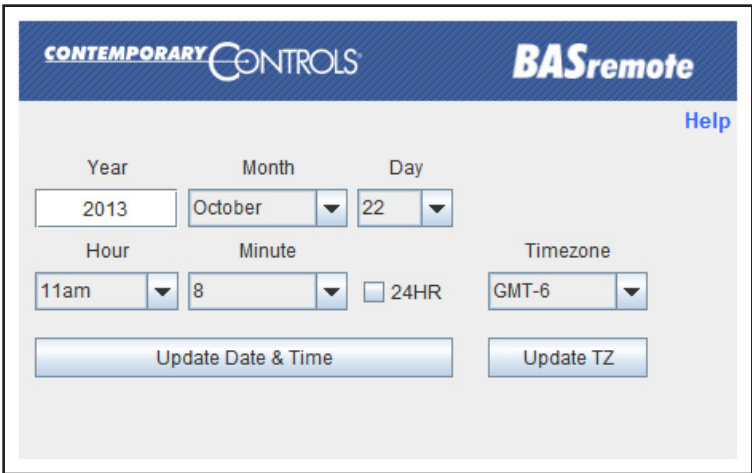 CONTEMPORARY CONTROLS® BASremote
Help
Year Month Day
2013 October 22
Hour Minute Timezone
11am 8 24HR GMT-6
Update Date & Time Update TZ